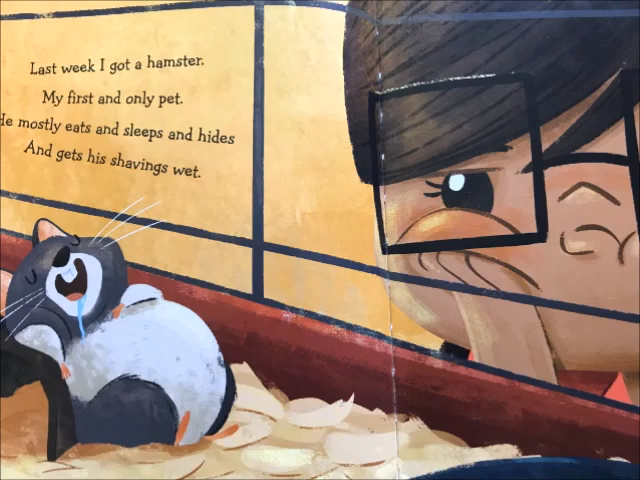 Last week I got a hamster.
My first and only pet.
He mostly eats and sleeps and hides
And gets his shavings wet.